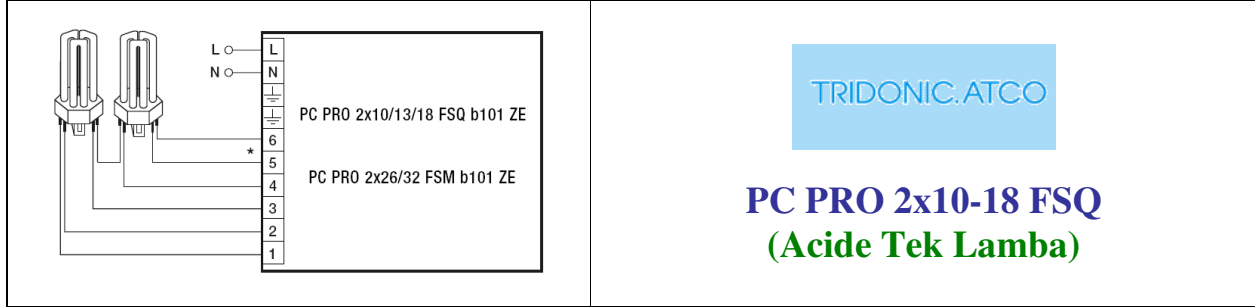 L L
N N
⏚
⏚
PC PRO 2x10/13/18 FSQ b101 ZE
6
* 5
PC PRO 2x26/32 FSM b101 ZE
4
3
2
1
TRIDONIC.ATCO
PC PRO 2x10-18 FSQ
(Acide Tek Lamba)